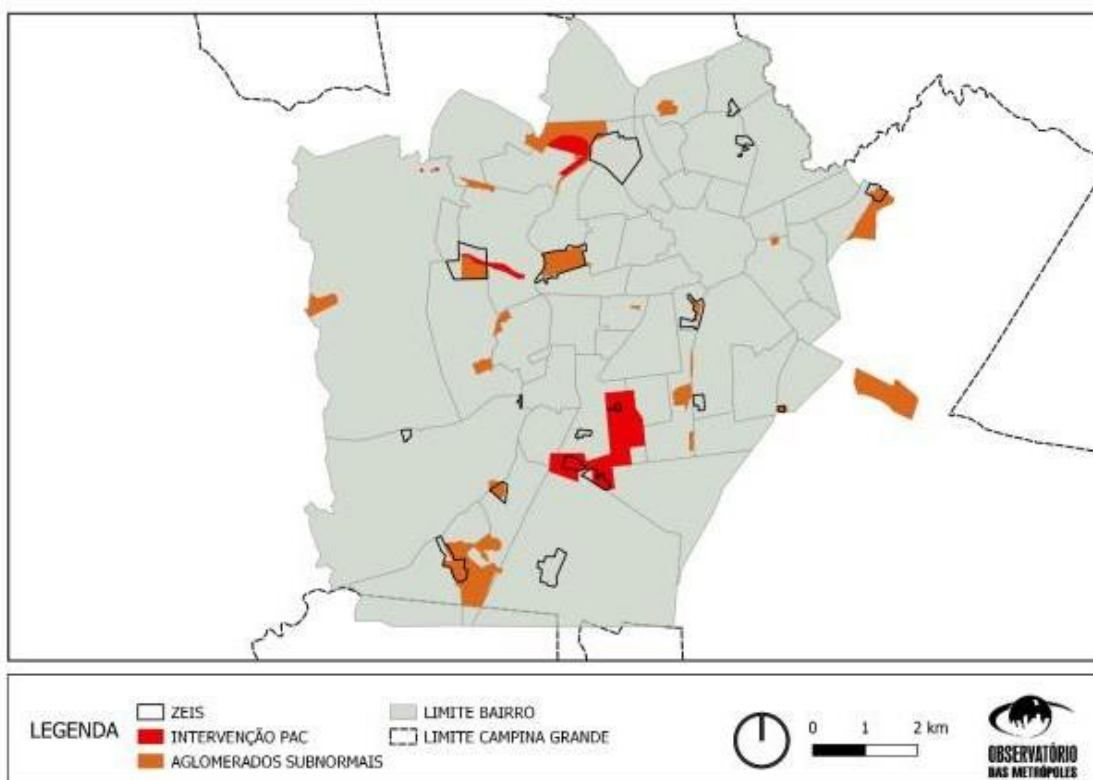 LEGENDA
ZEIS
INTERVENÇÃO PAC
AGLOMERADOS SUBNORMAIS
LIMITE BAIRRO
LIMITE CAMPINA GRANDE
0 1 2 km
OBSERVATÓRIO
DAS METRÓPOLES